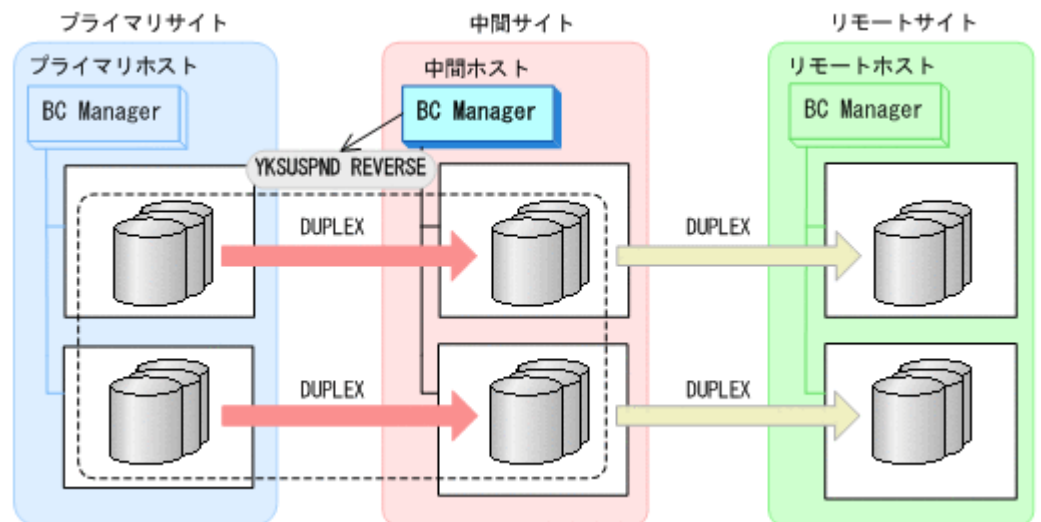 プライマリサイト
中間サイト
リモートサイト
プライマリホスト
中間ホスト
リモートホスト
BC Manager
BC Manager
BC Manager
YKSUSPND REVERSE
DUPLEX
DUPLEX
DUPLEX
DUPLEX